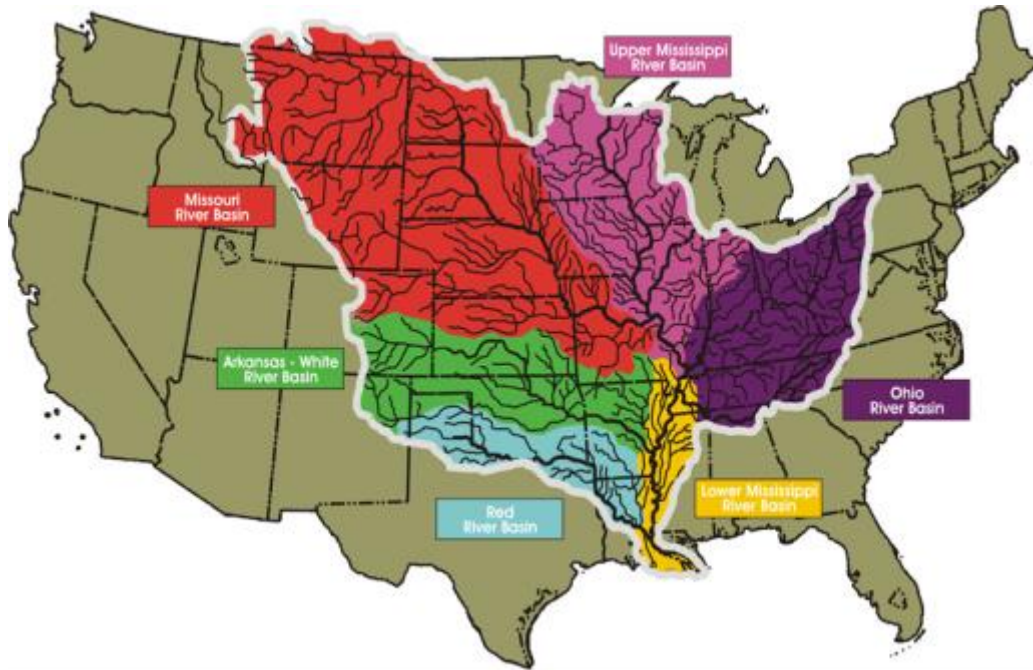 Upper Mississippi
River Basin
Missouri
River Basin
Arkansas - White
River Basin
Ohio
River Basin
Lower Mississippi
River Basin
Red
River Basin